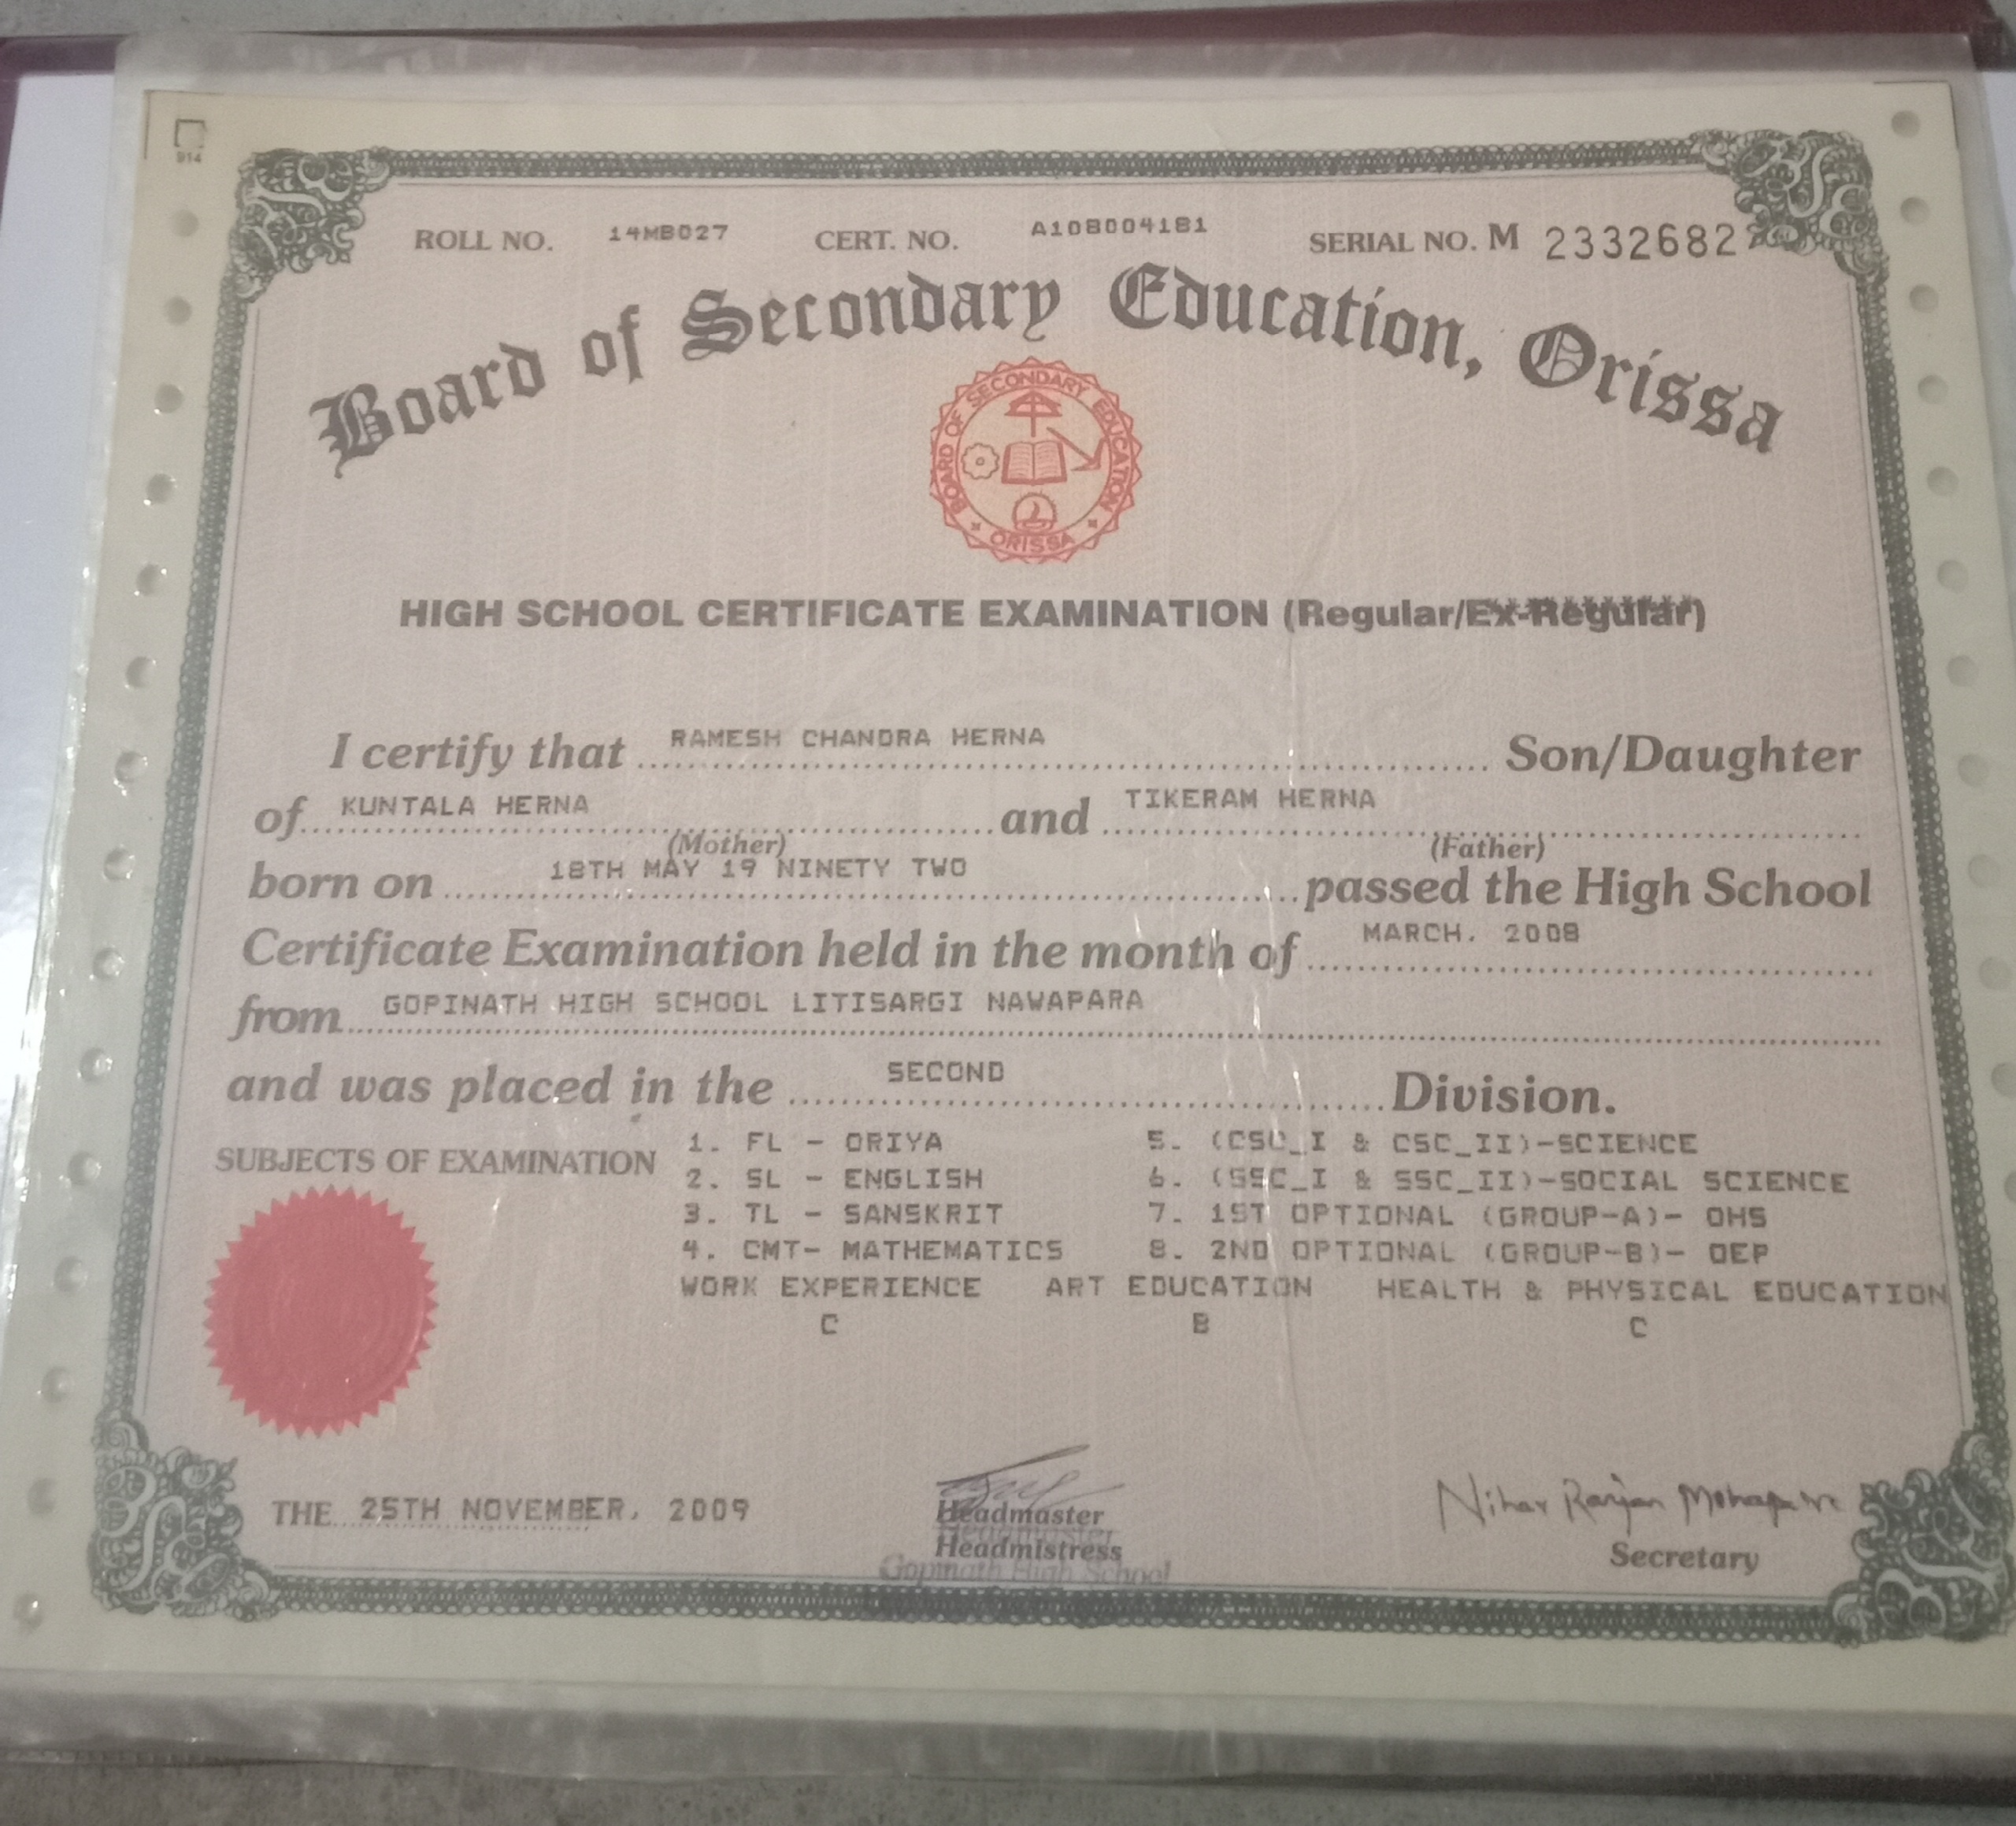 914
ROLL NO. 14MB027 CERT. NO. A108004181 SERIAL NO. M 2332682
Board of Secondary Education, Orissa
BOARD OF SECONDARY EDUCATION ORISSA
HIGH SCHOOL CERTIFICATE EXAMINATION (Regular/Ex-Regular)
I certify that RAMESH CHANDRA HERNA Son/Daughter
of KUNTALA HERNA and TIKERAM HERNA
(Mother) (Father)
born on 18TH MAY 19 NINETY TWO passed the High School
Certificate Examination held in the month of MARCH, 2008
from GOPINATH HIGH SCHOOL LITISARGI NAWAPARA
and was placed in the SECOND Division.
SUBJECTS OF EXAMINATION
1. FL - ORIYA 5. (CSC_I & CSC_II)-SCIENCE
2. SL - ENGLISH 6. (SSC_I & SSC_II)-SOCIAL SCIENCE
3. TL - SANSKRIT 7. 1ST OPTIONAL (GROUP-A)- OHS
4. CMT- MATHEMATICS 8. 2ND OPTIONAL (GROUP-B)- OEP
WORK EXPERIENCE ART EDUCATION HEALTH & PHYSICAL EDUCATION
C B C
THE 25TH NOVEMBER, 2009
Headmaster
Headmaster
Headmistress
Gopinath High School
Nihar Ranjan Mohapatra
Secretary